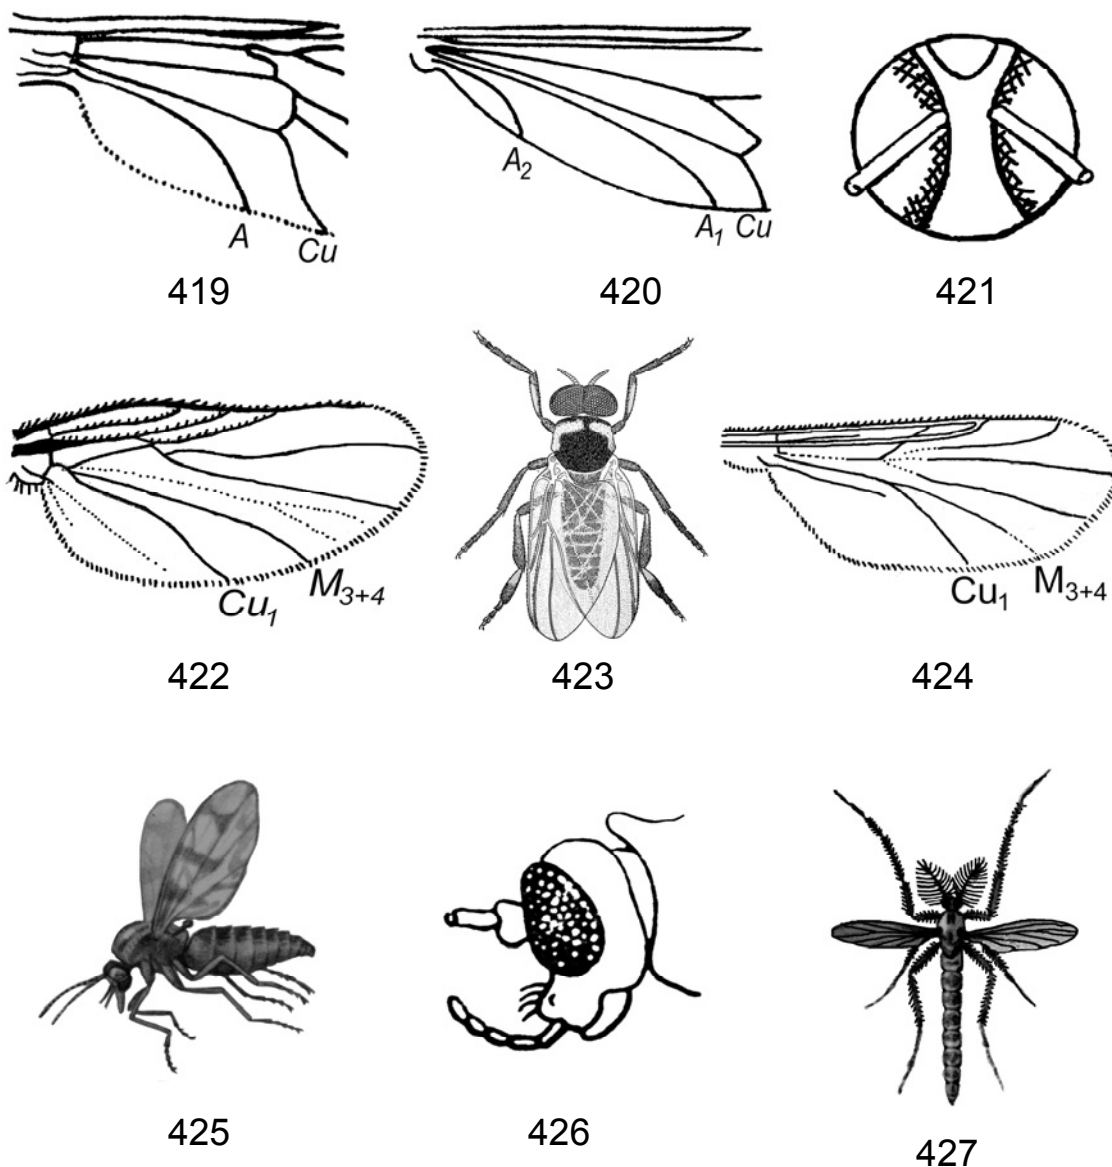 A Cu
A₂ A₁ Cu
419 420 421
Cu₁ M₃₊₄
Cu₁ M₃₊₄
422 423 424
425 426 427